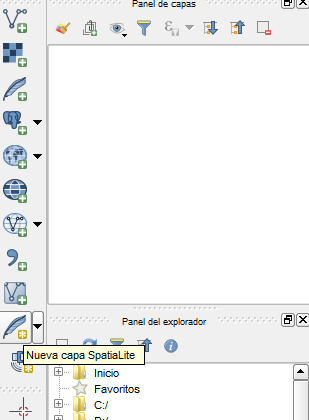 Panel de capas
Panel del explorador
Nueva capa SpatiaLite
Inicio
Favoritos
C:/
D:/